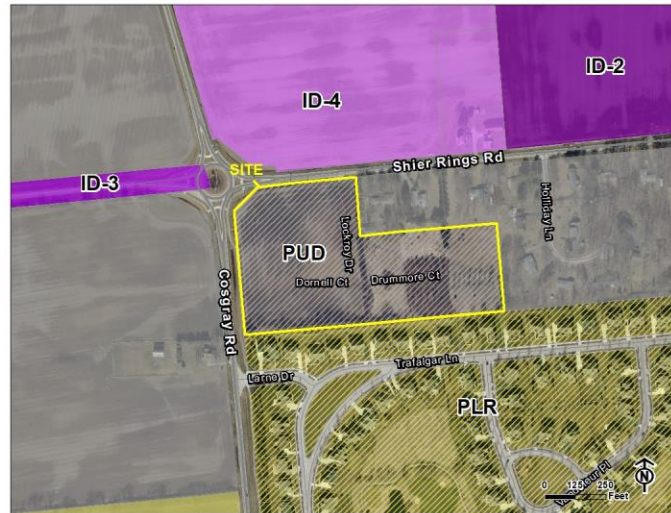 ID-2
ID-4
Shier Rings Rd
ID-3
SITE
Holliday Ln
Lockroy Dr
PUD
Dornell Ct
Drummore Ct
Cosgray Rd
Trafalgar Ln
Larne Dr
PLR
N
0 125 250
Feet